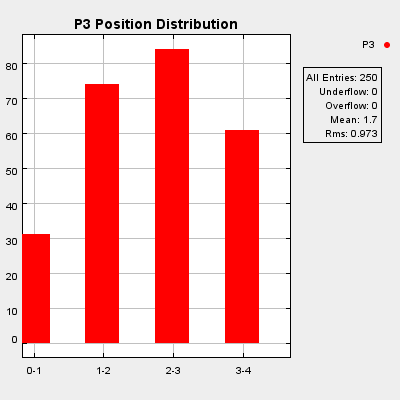 P3 Position Distribution
P3
All Entries: 250
Underflow: 0
Overflow: 0
Mean: 1.7
Rms: 0.973
80
70
60
50
40
30
20
10
0
0-1 1-2 2-3 3-4